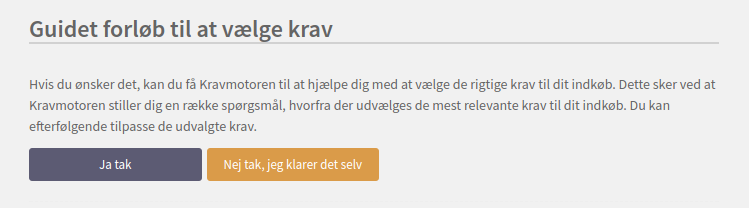 Guidet forløb til at vælge krav
Hvis du ønsker det, kan du få Kravmotoren til at hjælpe dig med at vælge de rigtige krav til dit indkøb. Dette sker ved at
Kravmotoren stiller dig en række spørgsmål, hvorfra der udvælges de mest relevante krav til dit indkøb. Du kan
efterfølgende tilpasse de udvalgte krav.
Ja tak
Nej tak, jeg klarer det selv